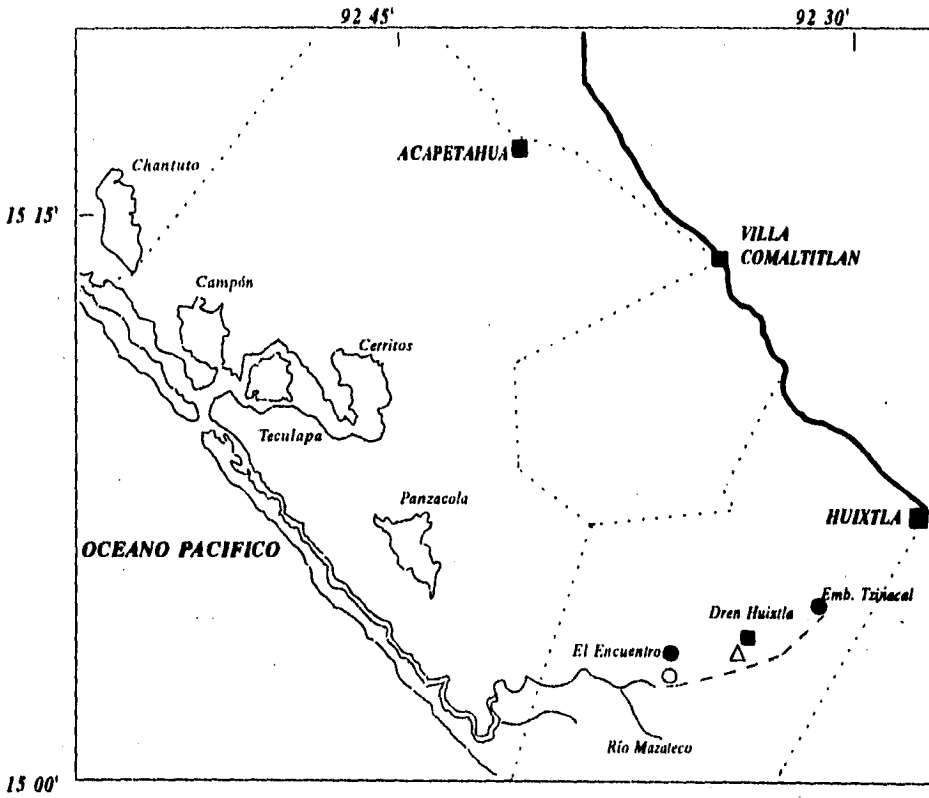 92 45'
92 30'
ACAPETAHUA
Chantuto
15 15'
VILLA
COMALTITLAN
Campón
Cerritos
Teculapa
Panzacola
HUIXTLA
OCEANO PACIFICO
Emb. Tziñacal
Dren Huixtla
El Encuentro
Río Mazateco
15 00'